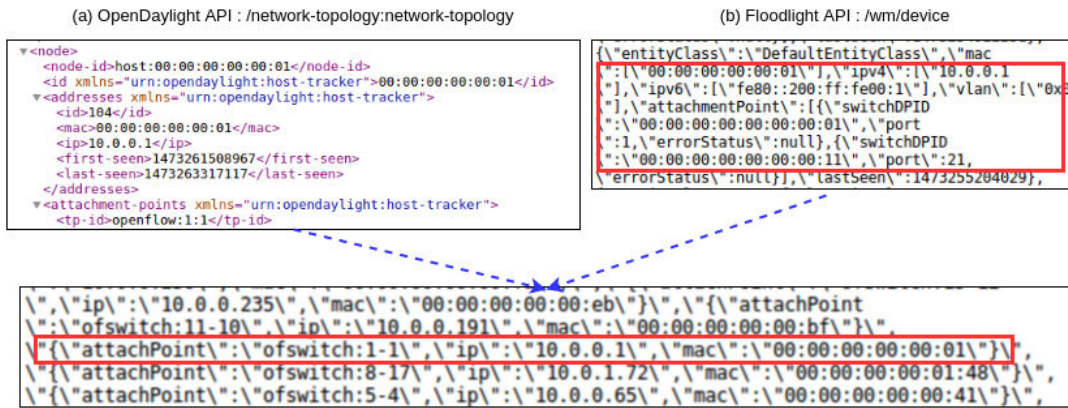 (a) OpenDaylight API : /network-topology:network-topology
<node>
<node-id>host:00:00:00:00:00:01</node-id>
<id xmlns="urn:opendaylight:host-tracker">00:00:00:00:00:01</id>
<addresses xmlns="urn:opendaylight:host-tracker">
<id>104</id>
<mac>00:00:00:00:00:01</mac>
<ip>10.0.0.1</ip>
<first-seen>1473261508967</first-seen>
<last-seen>1473263317117</last-seen>
</addresses>
<attachment-points xmlns="urn:opendaylight:host-tracker">
<tp-id>openflow:1:1</tp-id>
(b) Floodlight API : /wm/device
{\"entityClass\":\"DefaultEntityClass\",\"mac
\":[\"00:00:00:00:00:01\"],\"ipv4\":[\"10.0.0.1
\"],\"ipv6\":[\"fe80::200:ff:fe00:1\"],\"vlan\":[\"0x
\"],\"attachmentPoint\":[{\"switchDPID
\":\"00:00:00:00:00:00:00:01\",\"port
\":1,\"errorStatus\":null},{\"switchDPID
\":\"00:00:00:00:00:00:00:11\",\"port\":21,
\"errorStatus\":null}],\"lastSeen\":1473255204029},
\",\"ip\":\"10.0.0.235\",\"mac\":\"00:00:00:00:00:eb\"}\",\"{\"attachPoint
\":\"ofswitch:11-10\",\"ip\":\"10.0.0.191\",\"mac\":\"00:00:00:00:00:bf\"}\",
\"{\"attachPoint\":\"ofswitch:1-1\",\"ip\":\"10.0.0.1\",\"mac\":\"00:00:00:00:00:01\"}\",
\"{\"attachPoint\":\"ofswitch:8-17\",\"ip\":\"10.0.1.72\",\"mac\":\"00:00:00:00:01:48\"}\",
\"{\"attachPoint\":\"ofswitch:5-4\",\"ip\":\"10.0.0.65\",\"mac\":\"00:00:00:00:00:41\"}\",